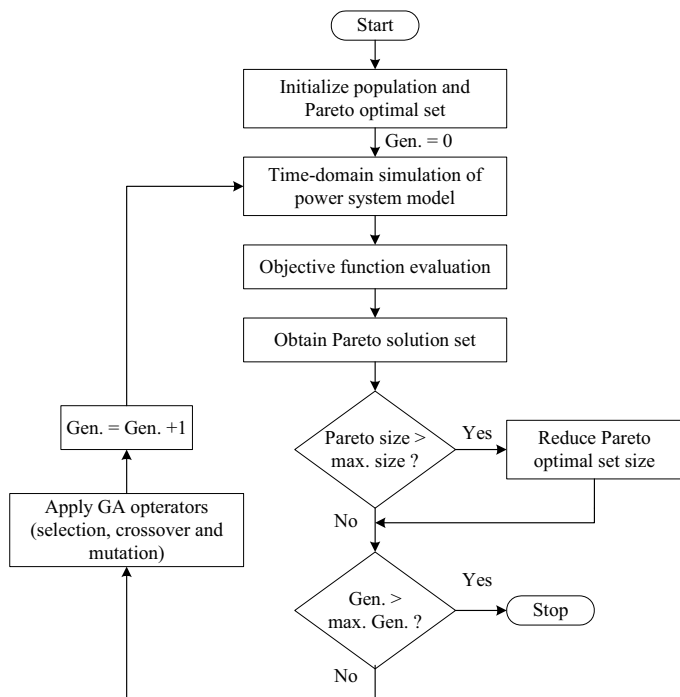 Start
Initialize population and
Pareto optimal set
Gen. = 0
Time-domain simulation of
power system model
Objective function evaluation
Obtain Pareto solution set
Pareto size >
max. size ?
Yes
Reduce Pareto
optimal set size
No
Gen. = Gen. +1
Apply GA opterators
(selection, crossover and
mutation)
Gen. >
max. Gen. ?
Yes
Stop
No